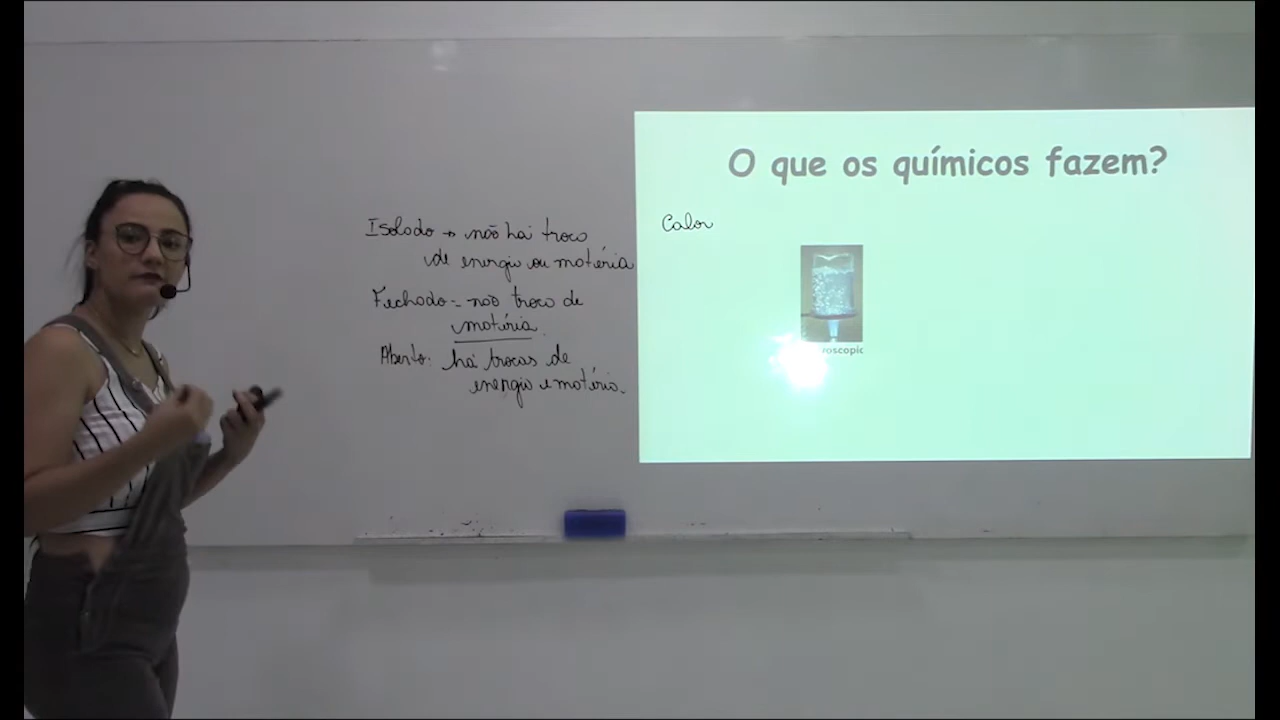 O que os químicos fazem?
Calor
roscopic
Isolado → não há troca
de energia ou matéria
Fechado - não troca de
matéria.
Aberto: há trocas de
energia e matéria.